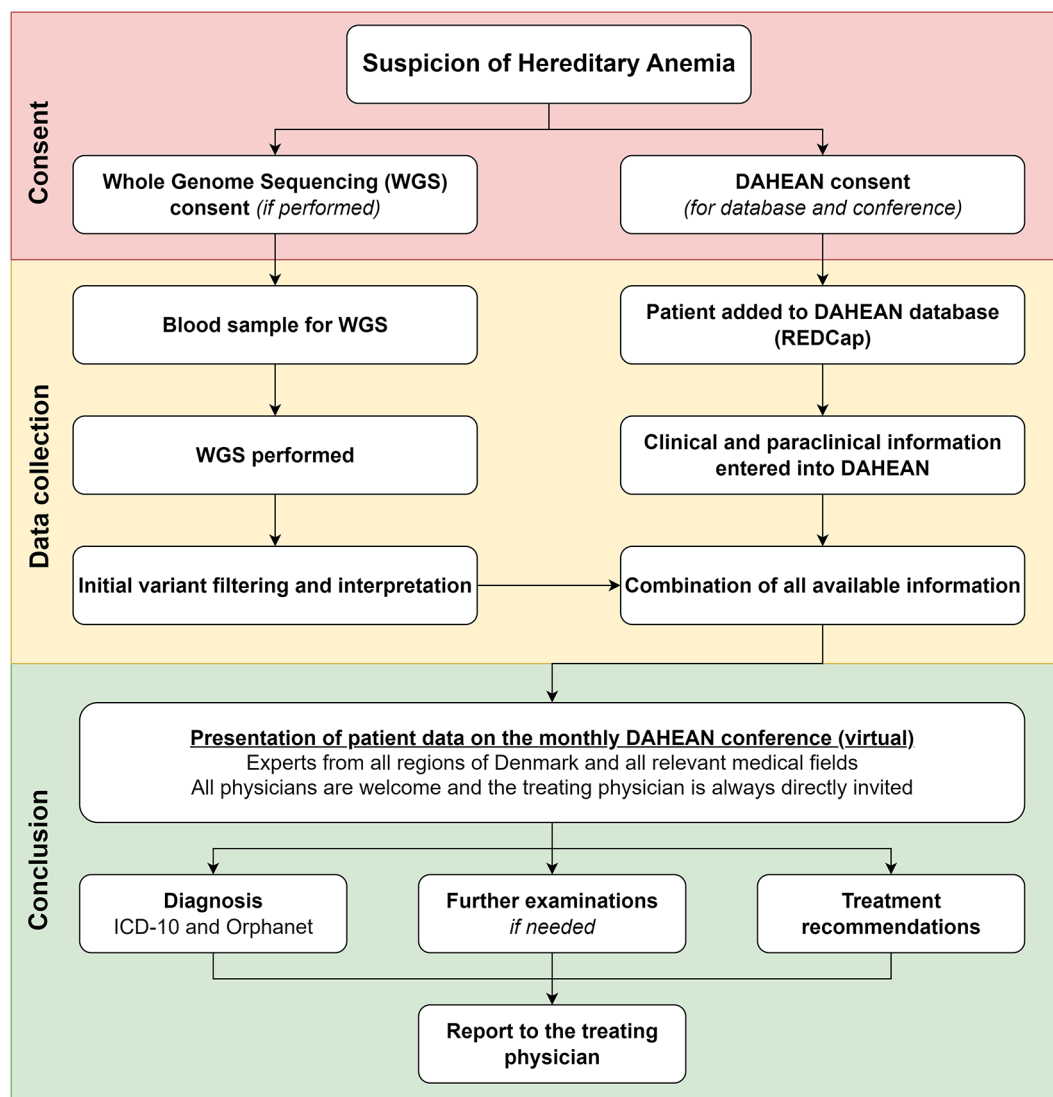 Consent
Suspicion of Hereditary Anemia
Whole Genome Sequencing (WGS)
consent (if performed)
DAHEAN consent
(for database and conference)
Data collection
Blood sample for WGS
Patient added to DAHEAN database
(REDCap)
WGS performed
Clinical and paraclinical information
entered into DAHEAN
Initial variant filtering and interpretation
Combination of all available information
Conclusion
Presentation of patient data on the monthly DAHEAN conference (virtual)
Experts from all regions of Denmark and all relevant medical fields
All physicians are welcome and the treating physician is always directly invited
Diagnosis
ICD-10 and Orphanet
Further examinations
if needed
Treatment
recommendations
Report to the treating
physician